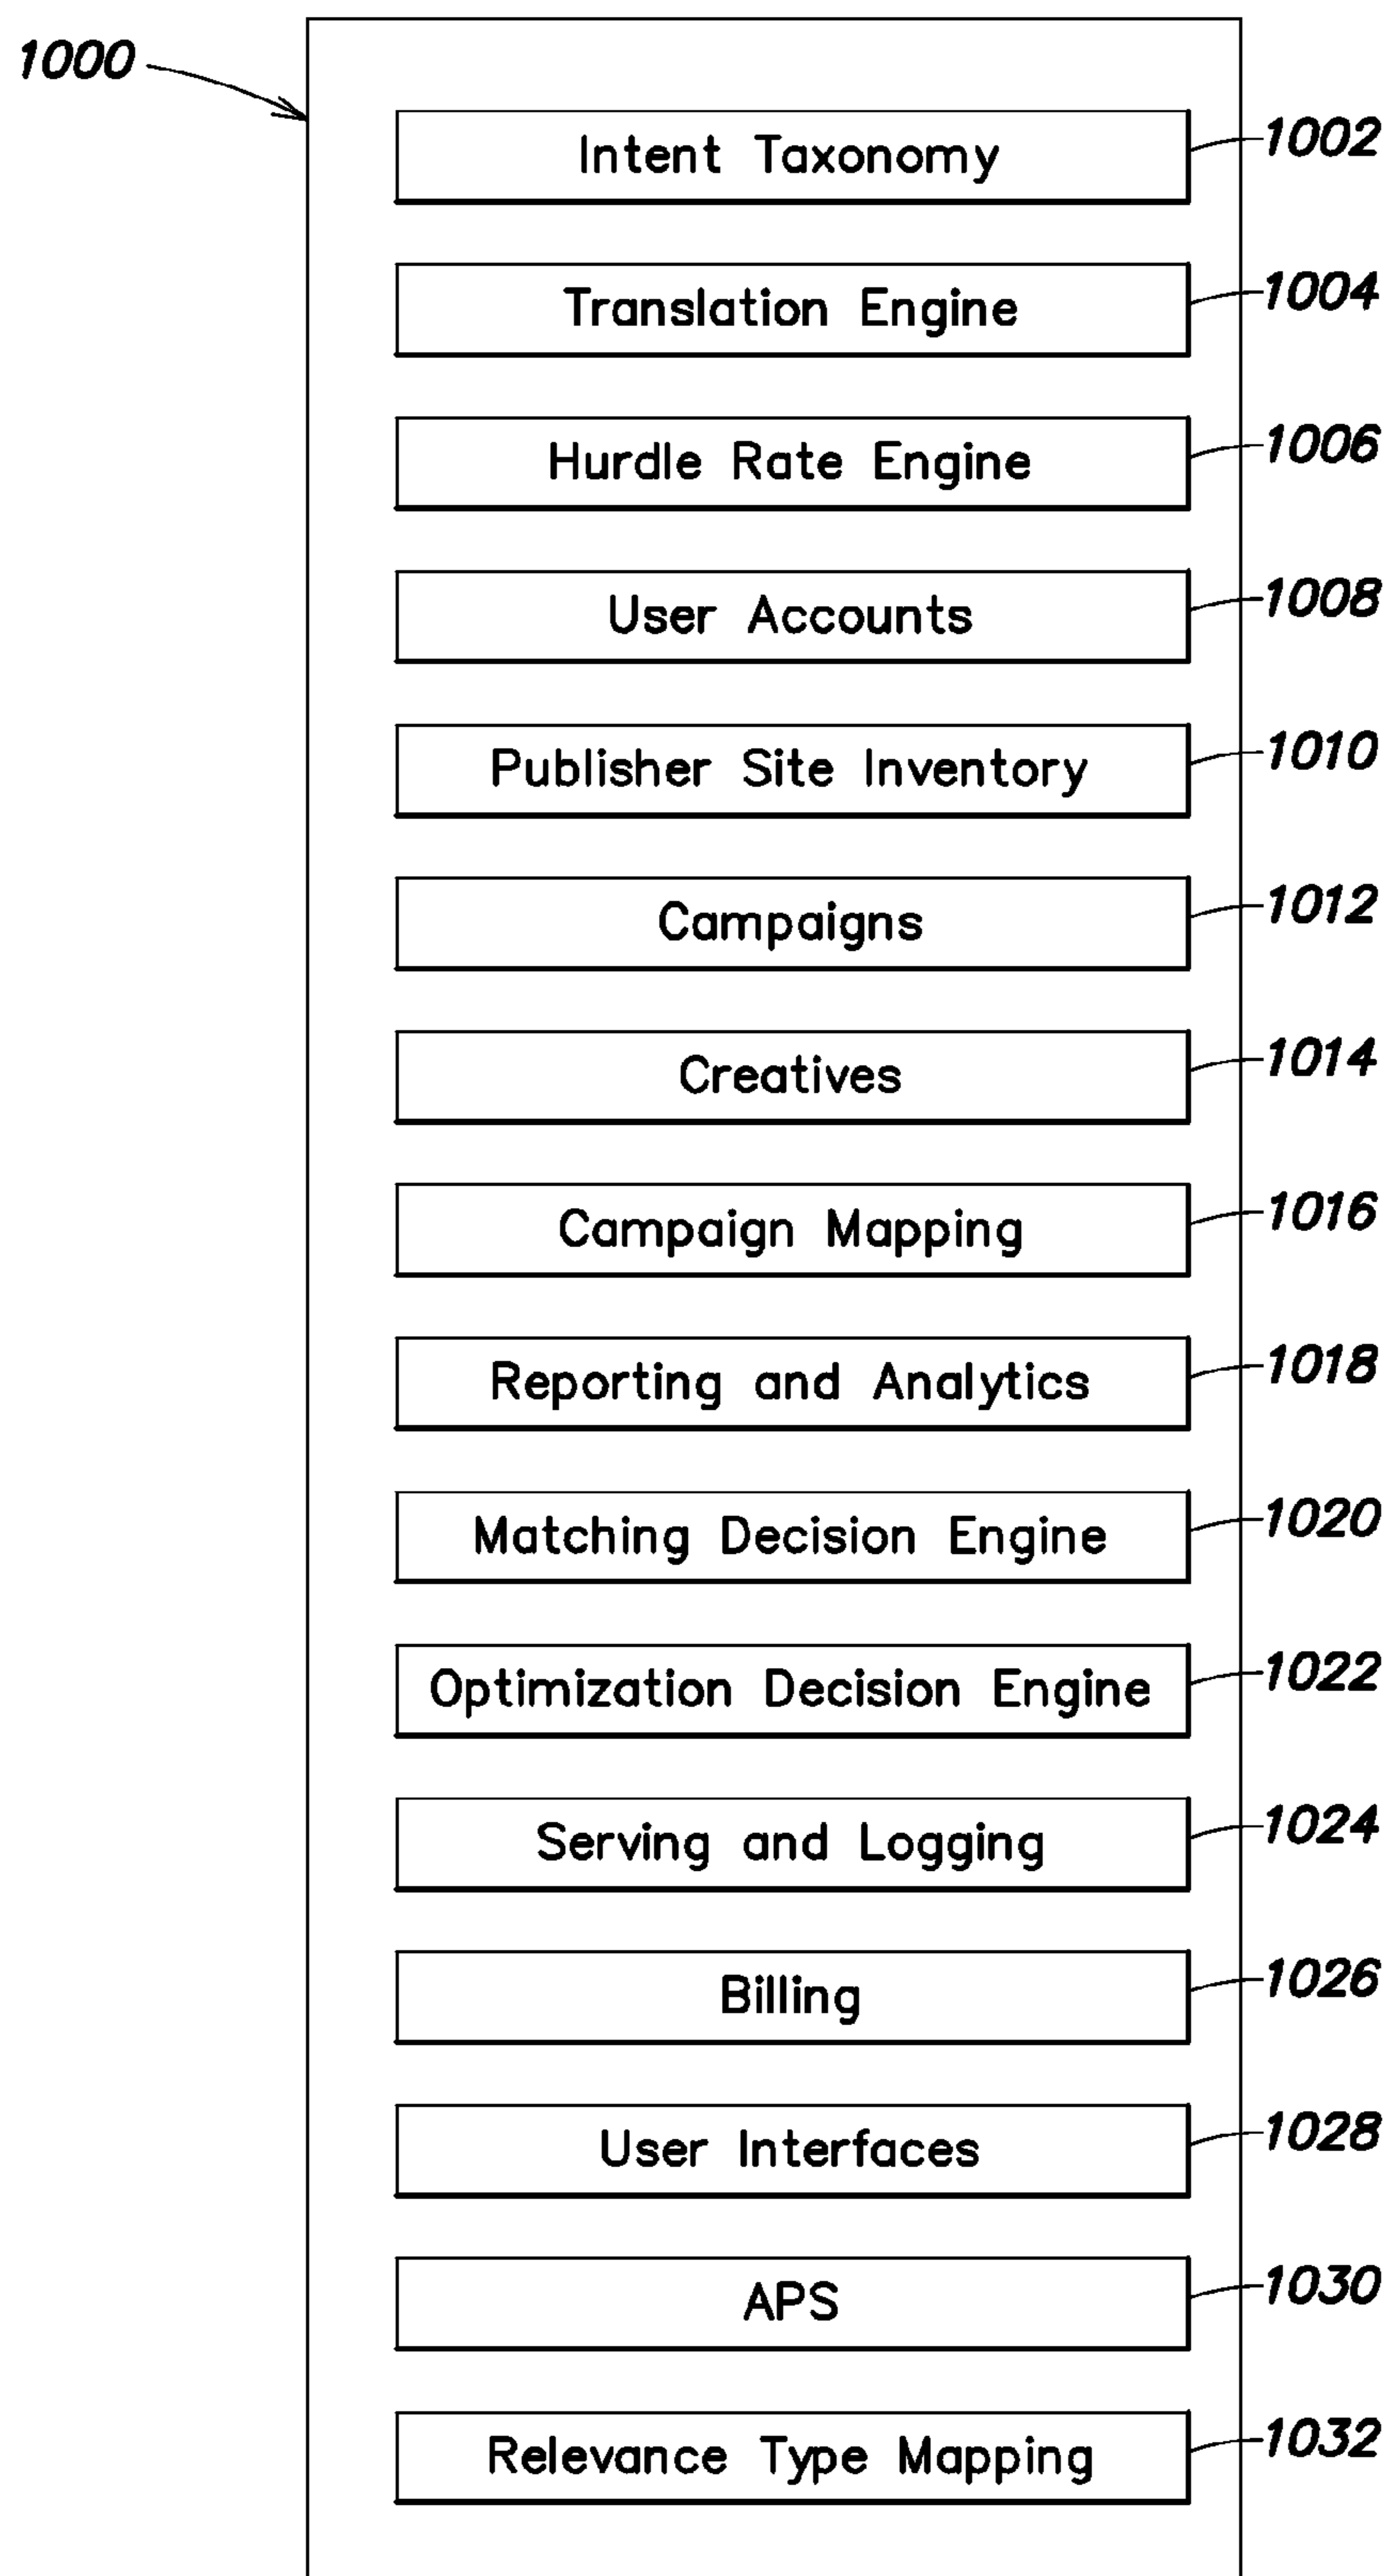 1000
Intent Taxonomy 1002
Translation Engine 1004
Hurdle Rate Engine 1006
User Accounts 1008
Publisher Site Inventory 1010
Campaigns 1012
Creatives 1014
Campaign Mapping 1016
Reporting and Analytics 1018
Matching Decision Engine 1020
Optimization Decision Engine 1022
Serving and Logging 1024
Billing 1026
User Interfaces 1028
APS 1030
Relevance Type Mapping 1032